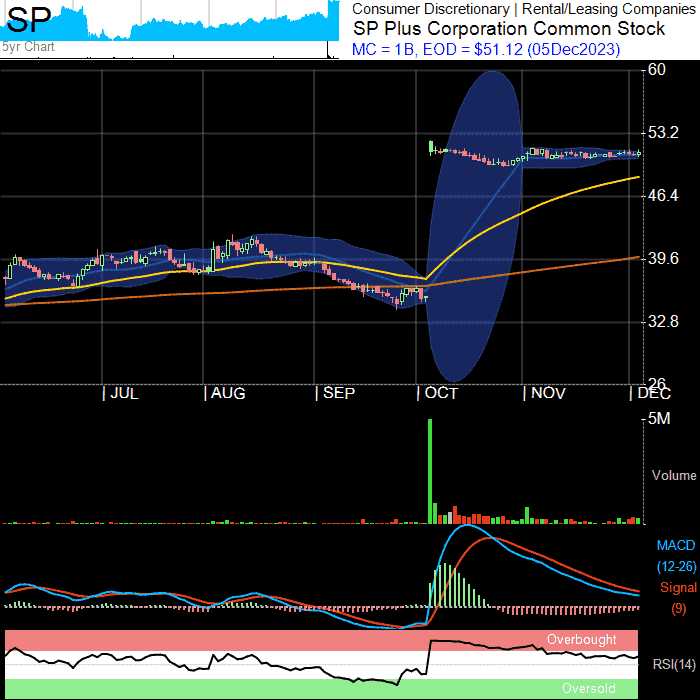 SP
5yr Chart
Consumer Discretionary | Rental/Leasing Companies
SP Plus Corporation Common Stock
MC = 1B, EOD = $51.12 (05Dec2023)
60
53.2
46.4
39.6
32.8
26
| JUL | AUG | SEP | OCT | NOV | DEC
5M
Volume
MACD
(12-26)
Signal
(9)
Overbought
RSI(14)
Oversold